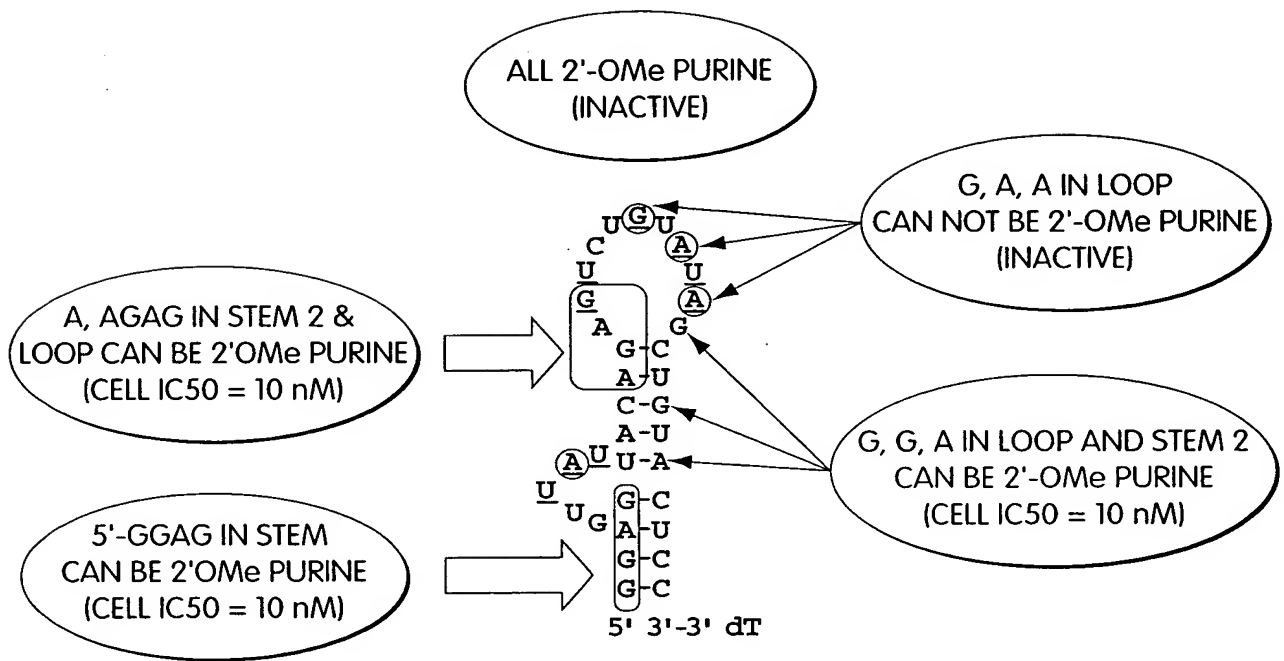 ALL 2'-OMe PURINE
(INACTIVE)
G, A, A IN LOOP
CAN NOT BE 2'-OMe PURINE
(INACTIVE)
A, AGAG IN STEM 2 &
LOOP CAN BE 2'OMe PURINE
(CELL IC50 = 10 nM)
U G U
C A
U U
G A
A G
G-C
A-U
C-G
A-U
A U U-A
U G-C
U G A-U
G-C
G-C
5' 3'-3' dT
G, G, A IN LOOP AND STEM 2
CAN BE 2'-OMe PURINE
(CELL IC50 = 10 nM)
5'-GGAG IN STEM
CAN BE 2'OMe PURINE
(CELL IC50 = 10 nM)